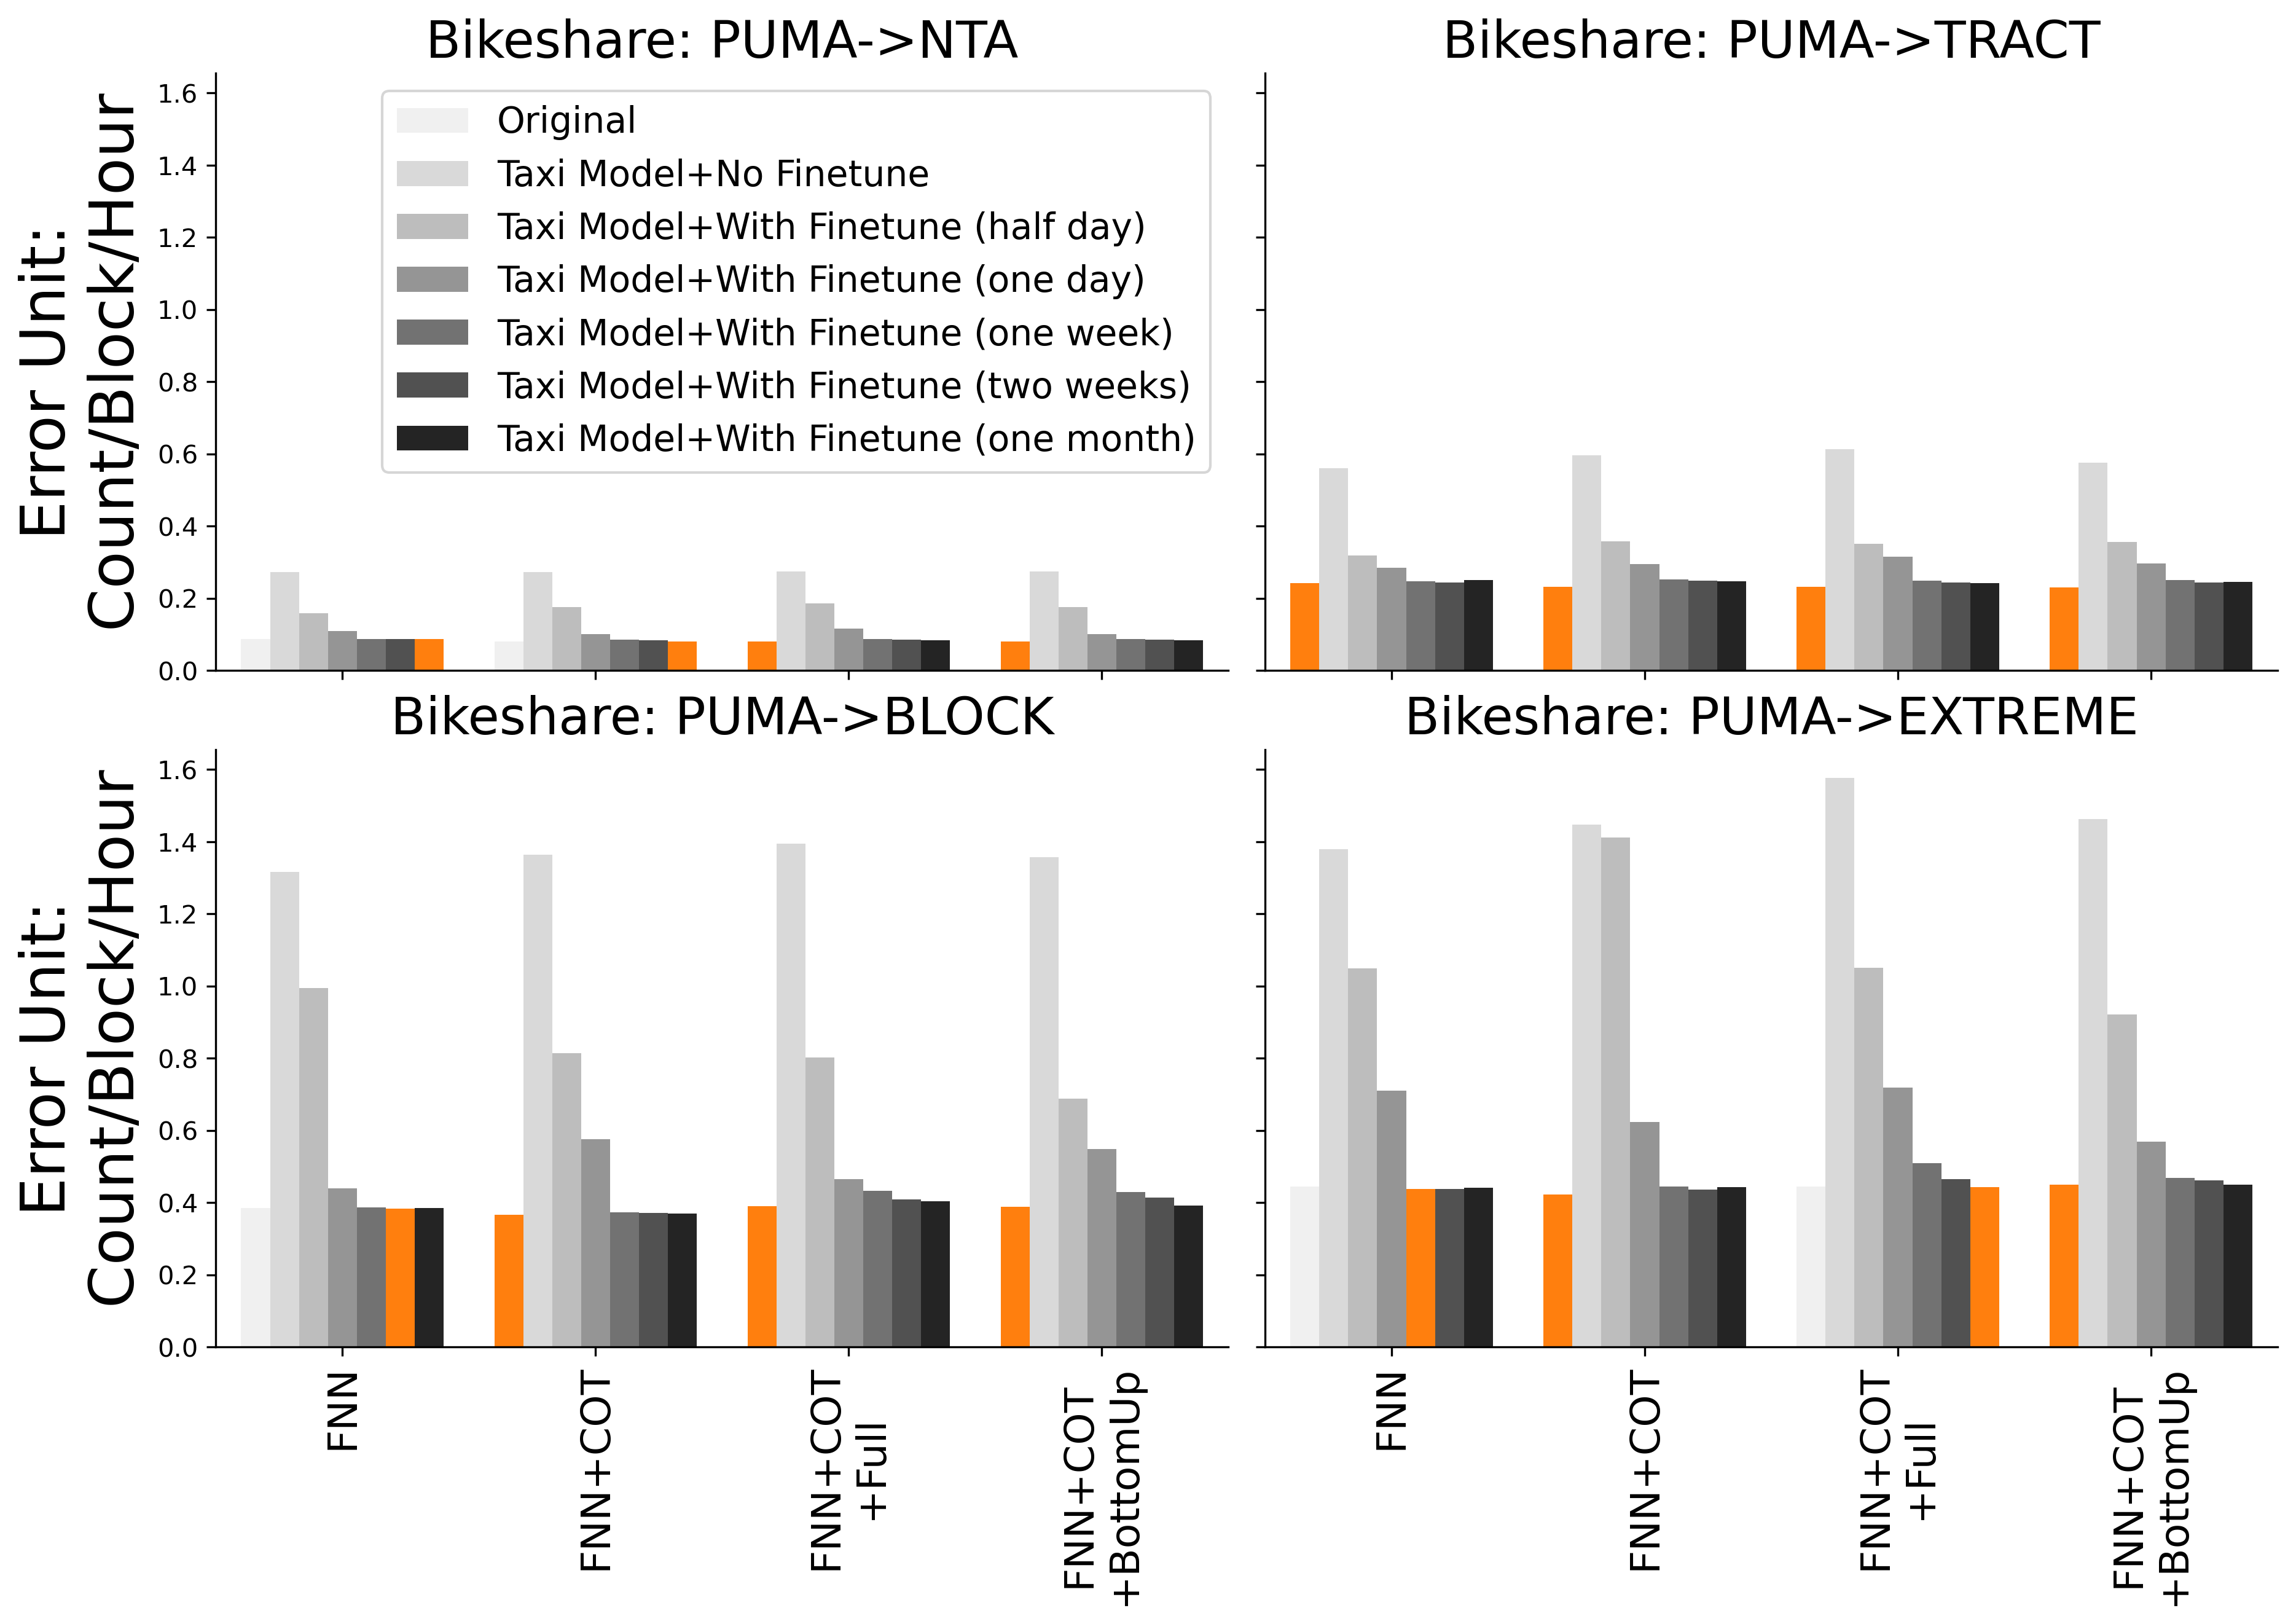 Bikeshare: PUMA->NTA
Bikeshare: PUMA->TRACT
Error Unit:
Count/Block/Hour
1.6
1.4
1.2
1.0
0.8
0.6
0.4
0.2
0.0
Original
Taxi Model+No Finetune
Taxi Model+With Finetune (half day)
Taxi Model+With Finetune (one day)
Taxi Model+With Finetune (one week)
Taxi Model+With Finetune (two weeks)
Taxi Model+With Finetune (one month)
Bikeshare: PUMA->BLOCK
Bikeshare: PUMA->EXTREME
Error Unit:
Count/Block/Hour
1.6
1.4
1.2
1.0
0.8
0.6
0.4
0.2
0.0
FNN
FNN+COT
FNN+COT
+Full
FNN+COT
+BottomUp
FNN
FNN+COT
FNN+COT
+Full
FNN+COT
+BottomUp